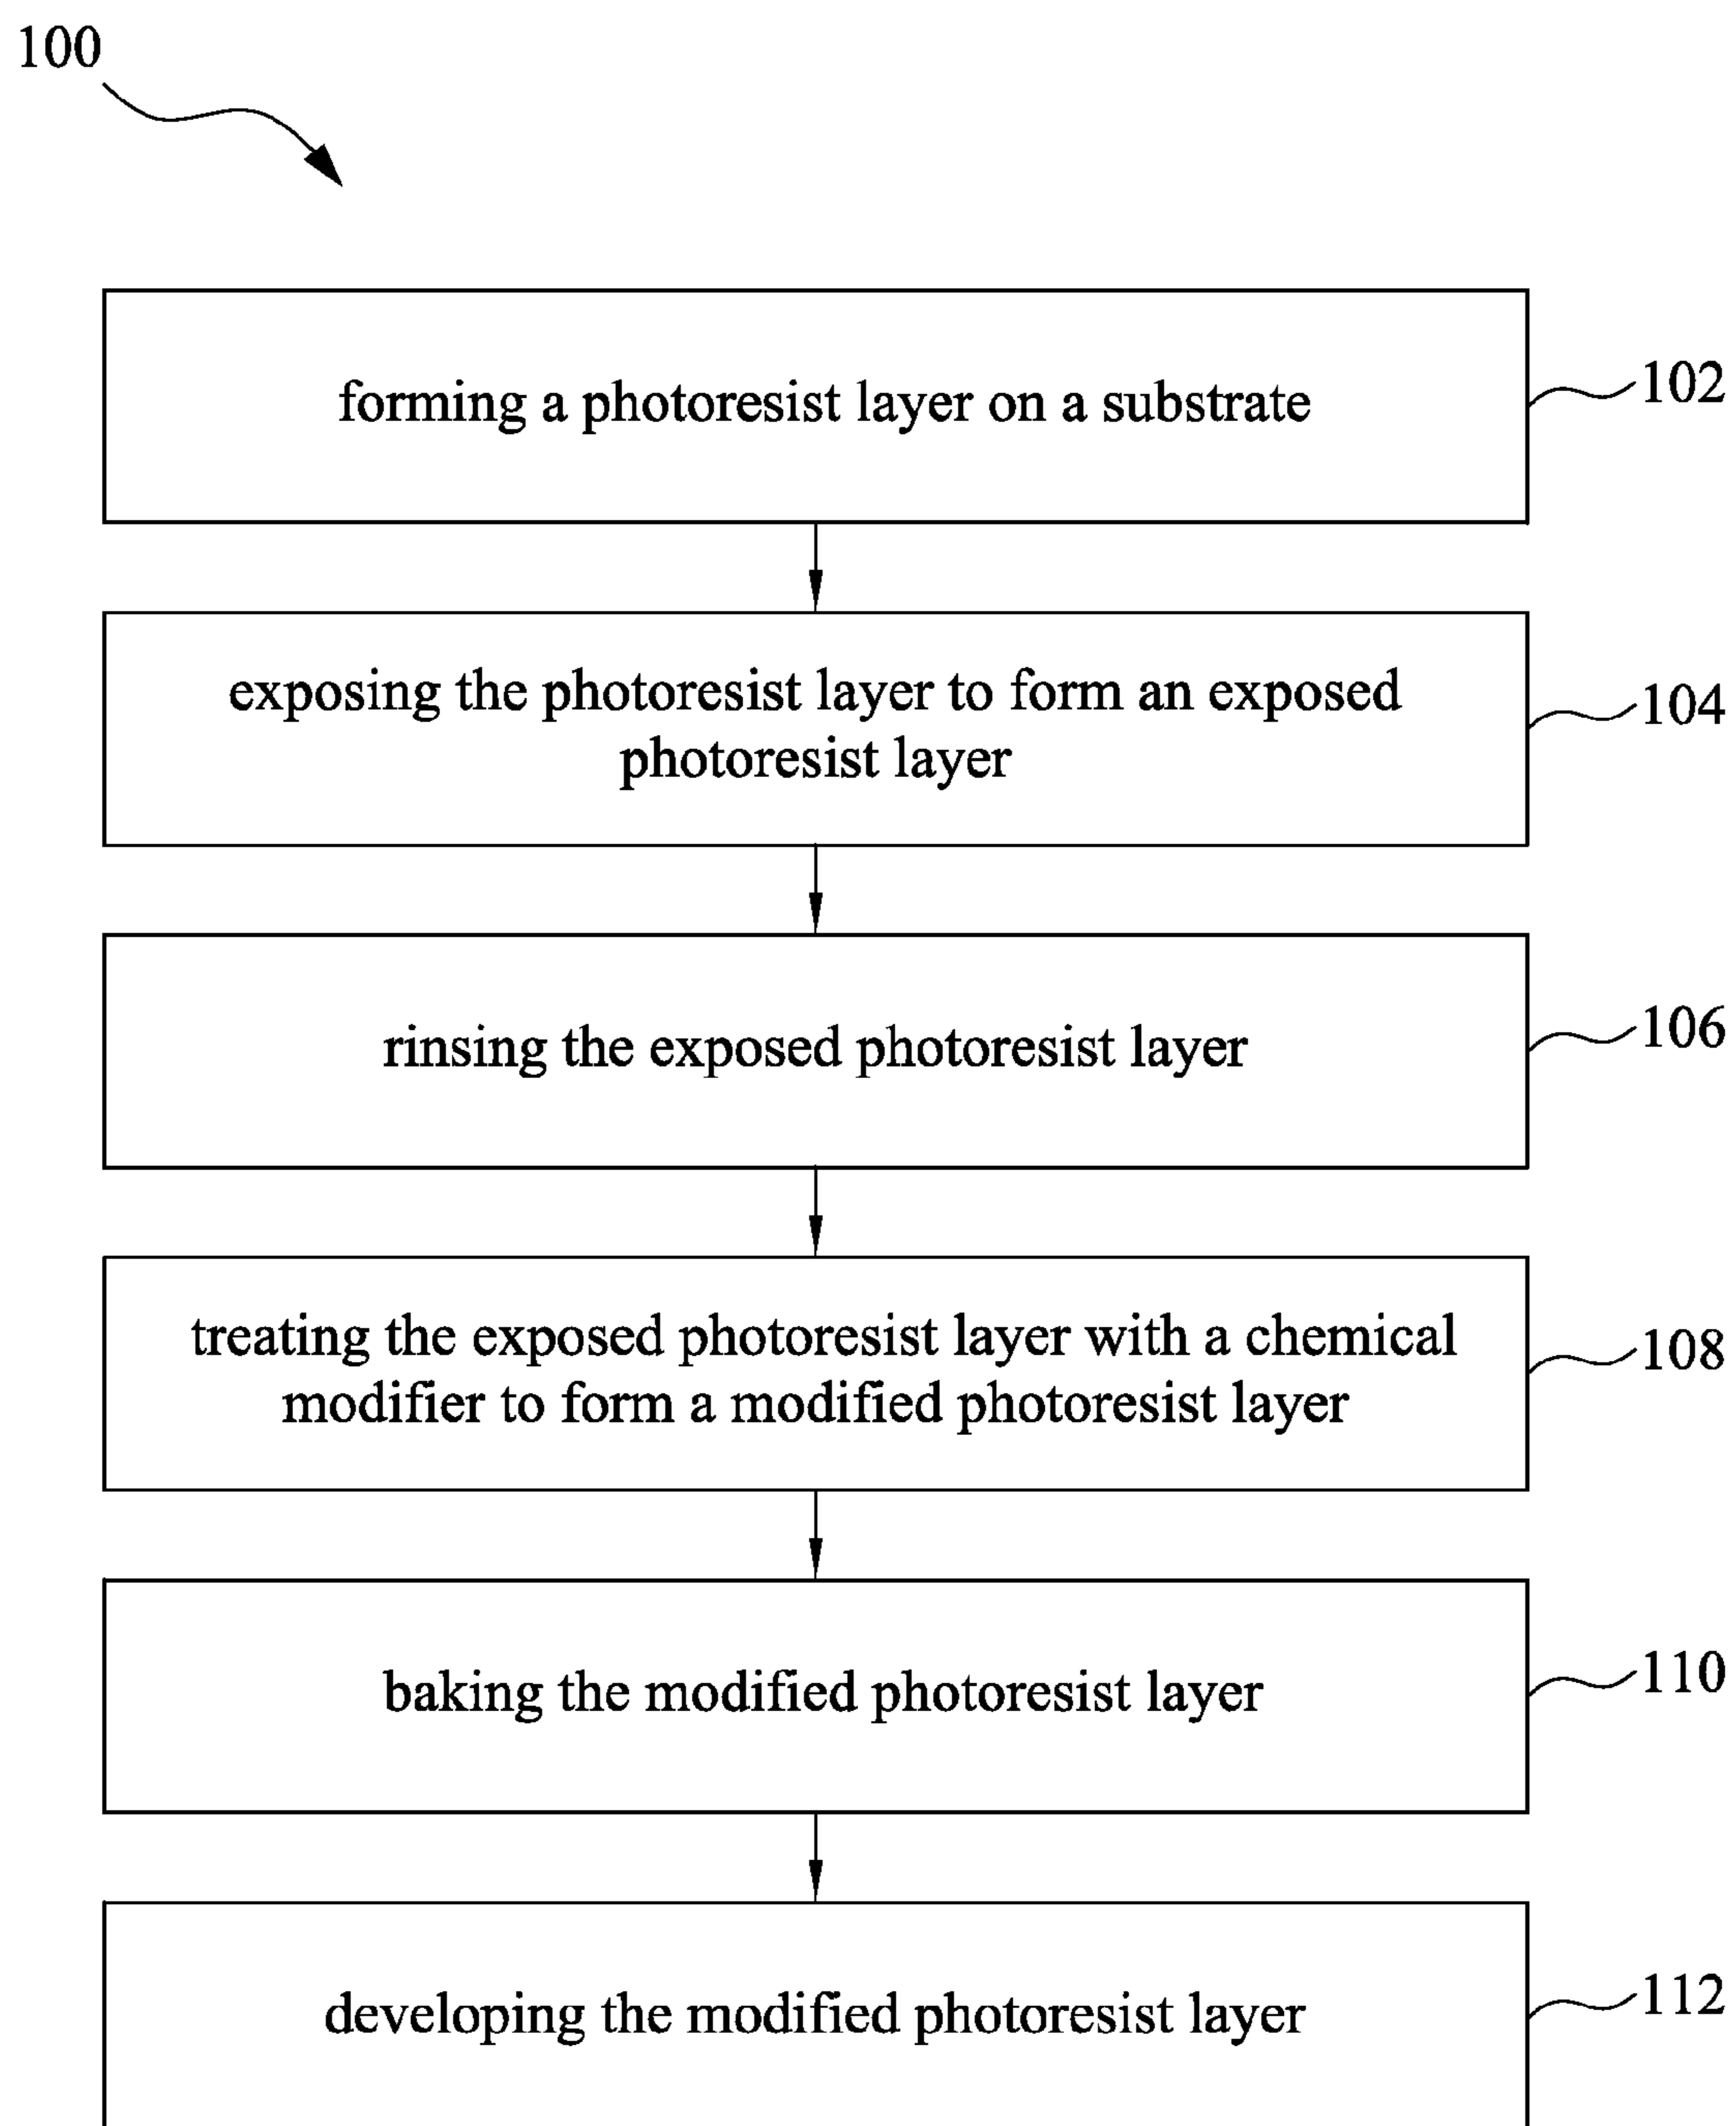 100
forming a photoresist layer on a substrate
102
exposing the photoresist layer to form an exposed
photoresist layer
104
rinsing the exposed photoresist layer
106
treating the exposed photoresist layer with a chemical
modifier to form a modified photoresist layer
108
baking the modified photoresist layer
110
developing the modified photoresist layer
112